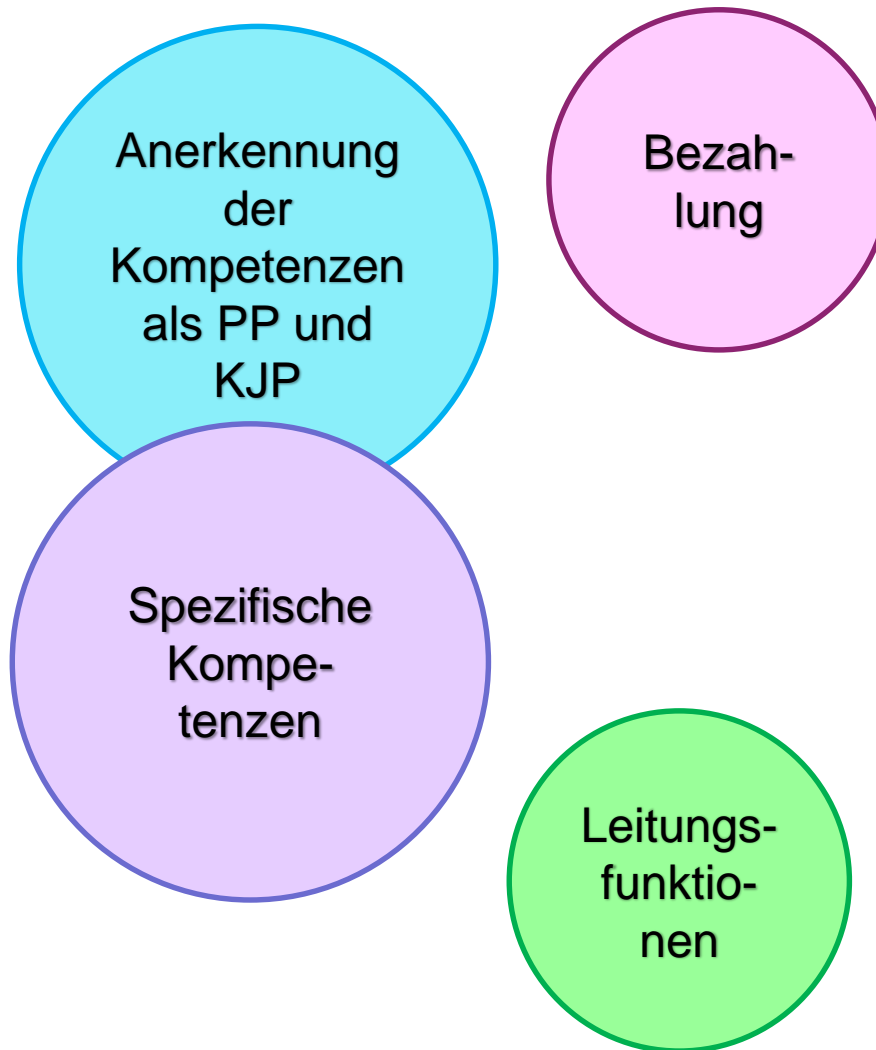 Anerkennung
der
Kompetenzen
als PP und
KJP
Bezah-
lung
Spezifische
Kompe-
tenzen
Leitungs-
funktio-
nen